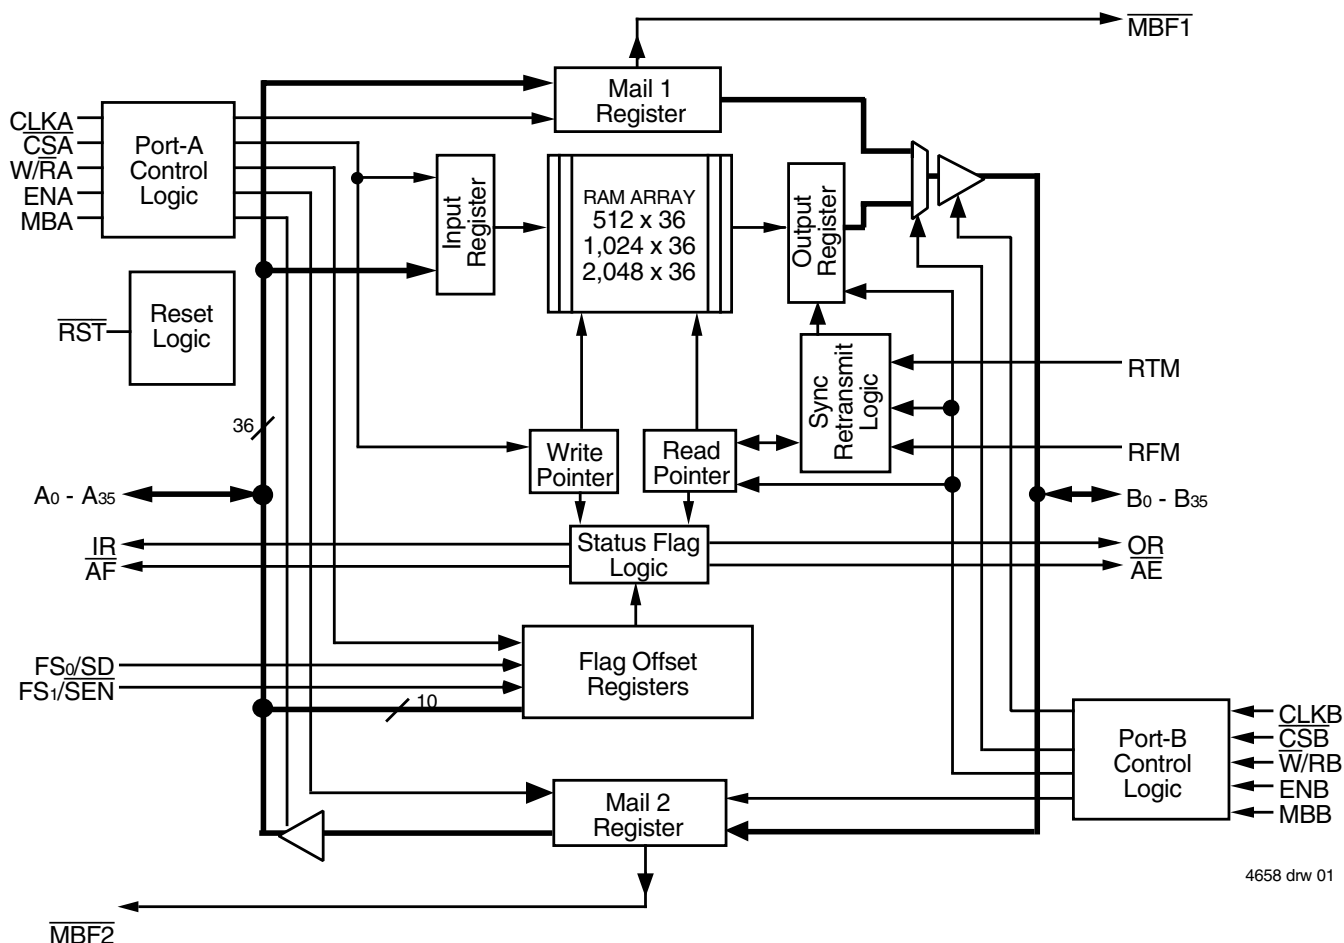 MBF1
Mail 1
Register
CLKA
CSA
W/RA
ENA
MBA
Port-A
Control
Logic
Input
Register
RAM ARRAY
512 x 36
1,024 x 36
2,048 x 36
Output
Register
RST
Reset
Logic
Sync
Retransmit
Logic
RTM
RFM
36
Write
Pointer
Read
Pointer
A0 - A35
B0 - B35
IR
AF
Status Flag
Logic
OR
AE
FS0/SD
FS1/SEN
Flag Offset
Registers
10
Port-B
Control
Logic
CLKB
CSB
W/RB
ENB
MBB
Mail 2
Register
MBF2
4658 drw 01